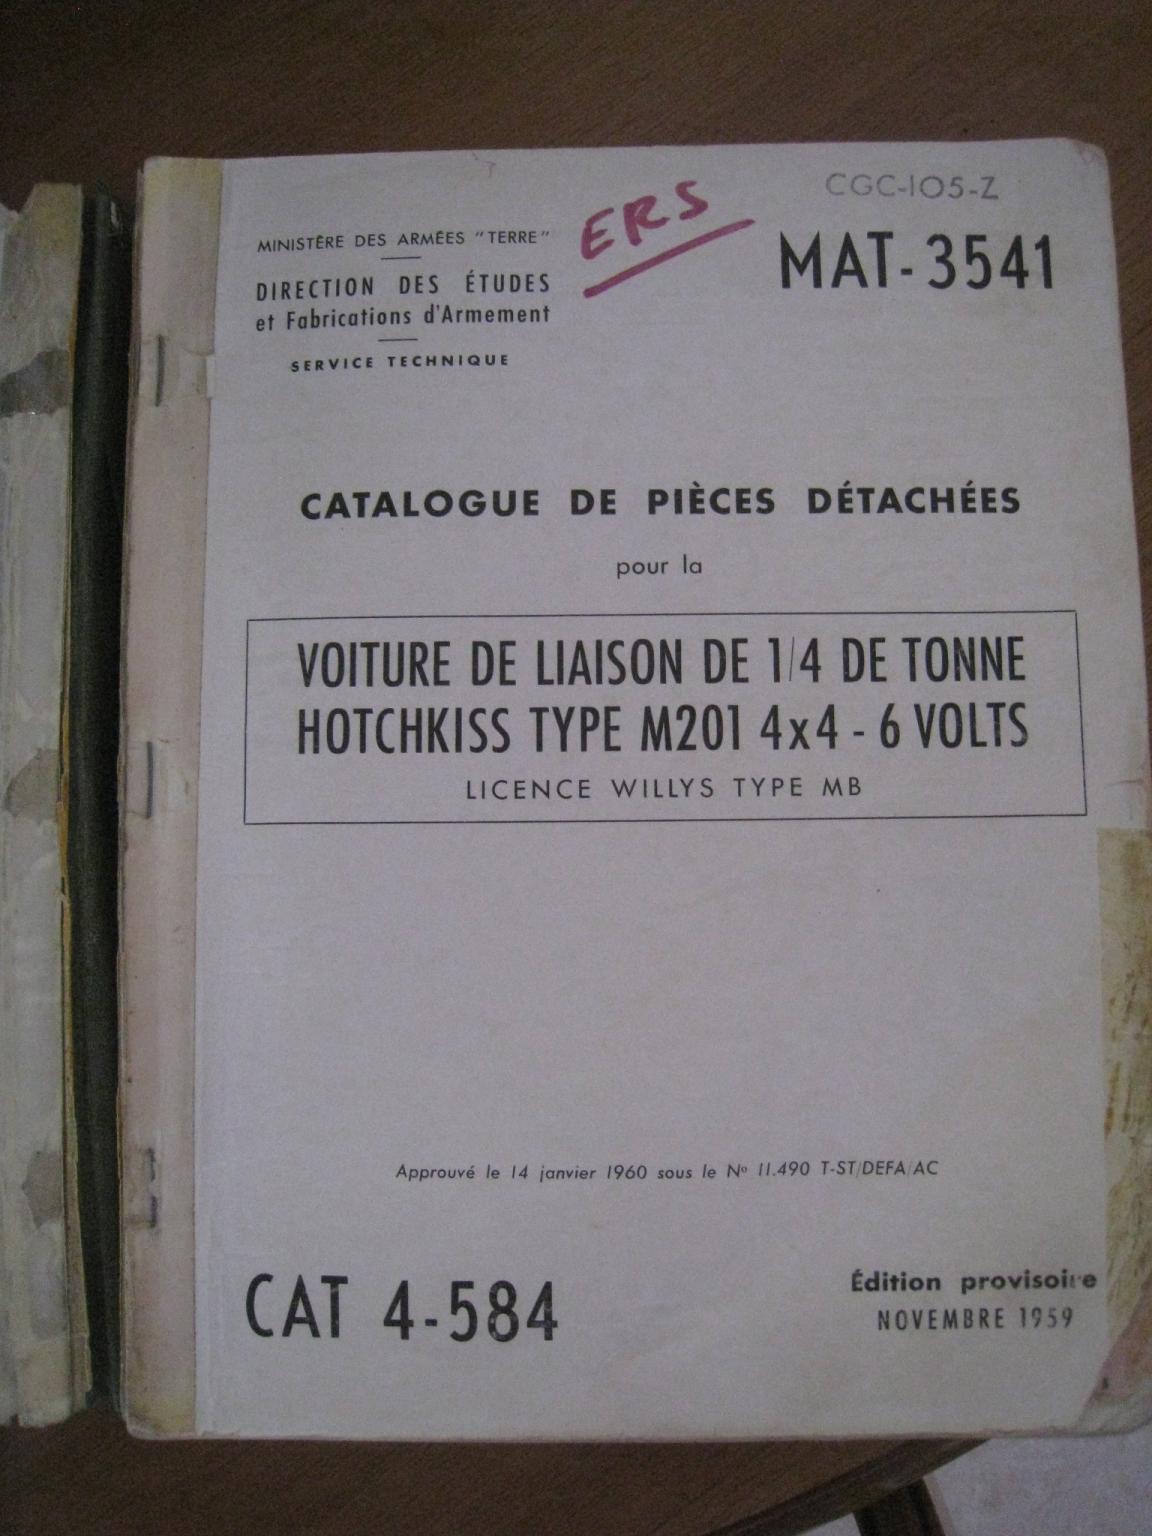 CGC-105-Z
ERS
MAT-3541
MINISTÈRE DES ARMÉES "TERRE"
DIRECTION DES ÉTUDES
et Fabrications d'Armement
SERVICE TECHNIQUE
CATALOGUE DE PIÈCES DÉTACHÉES
pour la
VOITURE DE LIAISON DE 1/4 DE TONNE
HOTCHKISS TYPE M201 4x4 - 6 VOLTS
LICENCE WILLYS TYPE MB
Approuvé le 14 janvier 1960 sous le Nº 11.490 T-ST/DEFA/AC
CAT 4-584
Édition provisoire
NOVEMBRE 1959